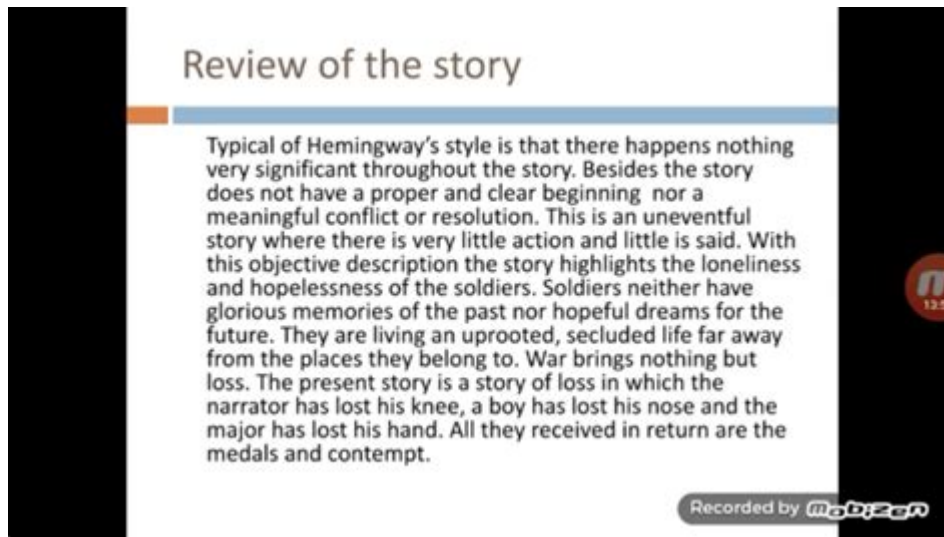 Review of the story
Typical of Hemingway's style is that there happens nothing
very significant throughout the story. Besides the story
does not have a proper and clear beginning nor a
meaningful conflict or resolution. This is an uneventful
story where there is very little action and little is said. With
this objective description the story highlights the loneliness
and hopelessness of the soldiers. Soldiers neither have
glorious memories of the past nor hopeful dreams for the
future. They are living an uprooted, secluded life far away
from the places they belong to. War brings nothing but
loss. The present story is a story of loss in which the
narrator has lost his knee, a boy has lost his nose and the
major has lost his hand. All they received in return are the
medals and contempt.
Recorded by mobizen